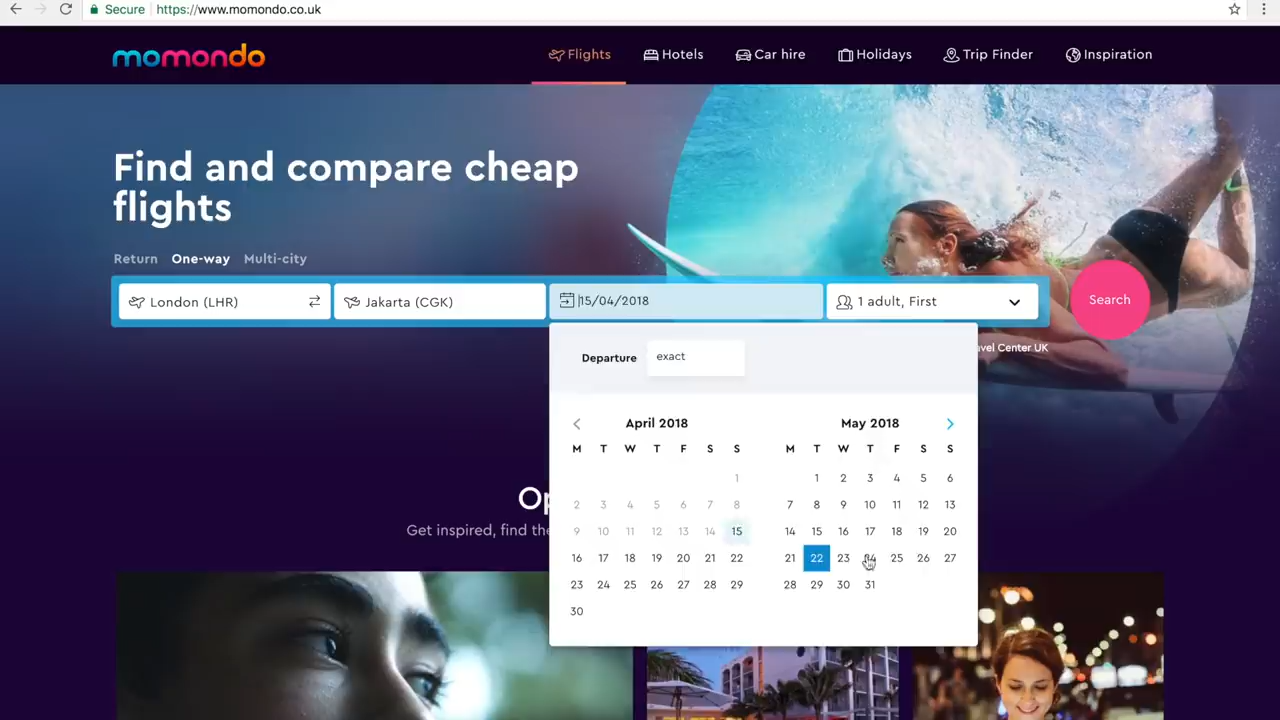 Secure https://www.momondo.co.uk
momondo
Flights Hotels Car hire Holidays Trip Finder Inspiration
Find and compare cheap
flights
Return One-way Multi-city
London (LHR) Jakarta (CGK) 15/04/2018 1 adult, First Search
avel Center UK
Departure exact
April 2018 May 2018
M T W T F S S M T W T F S S
1 1 2 3 4 5 6
2 3 4 5 6 7 8 7 8 9 10 11 12 13
9 10 11 12 13 14 15 14 15 16 17 18 19 20
16 17 18 19 20 21 22 21 22 23 24 25 26 27
23 24 25 26 27 28 29 28 29 30 31
30
Op
Get inspired, find the